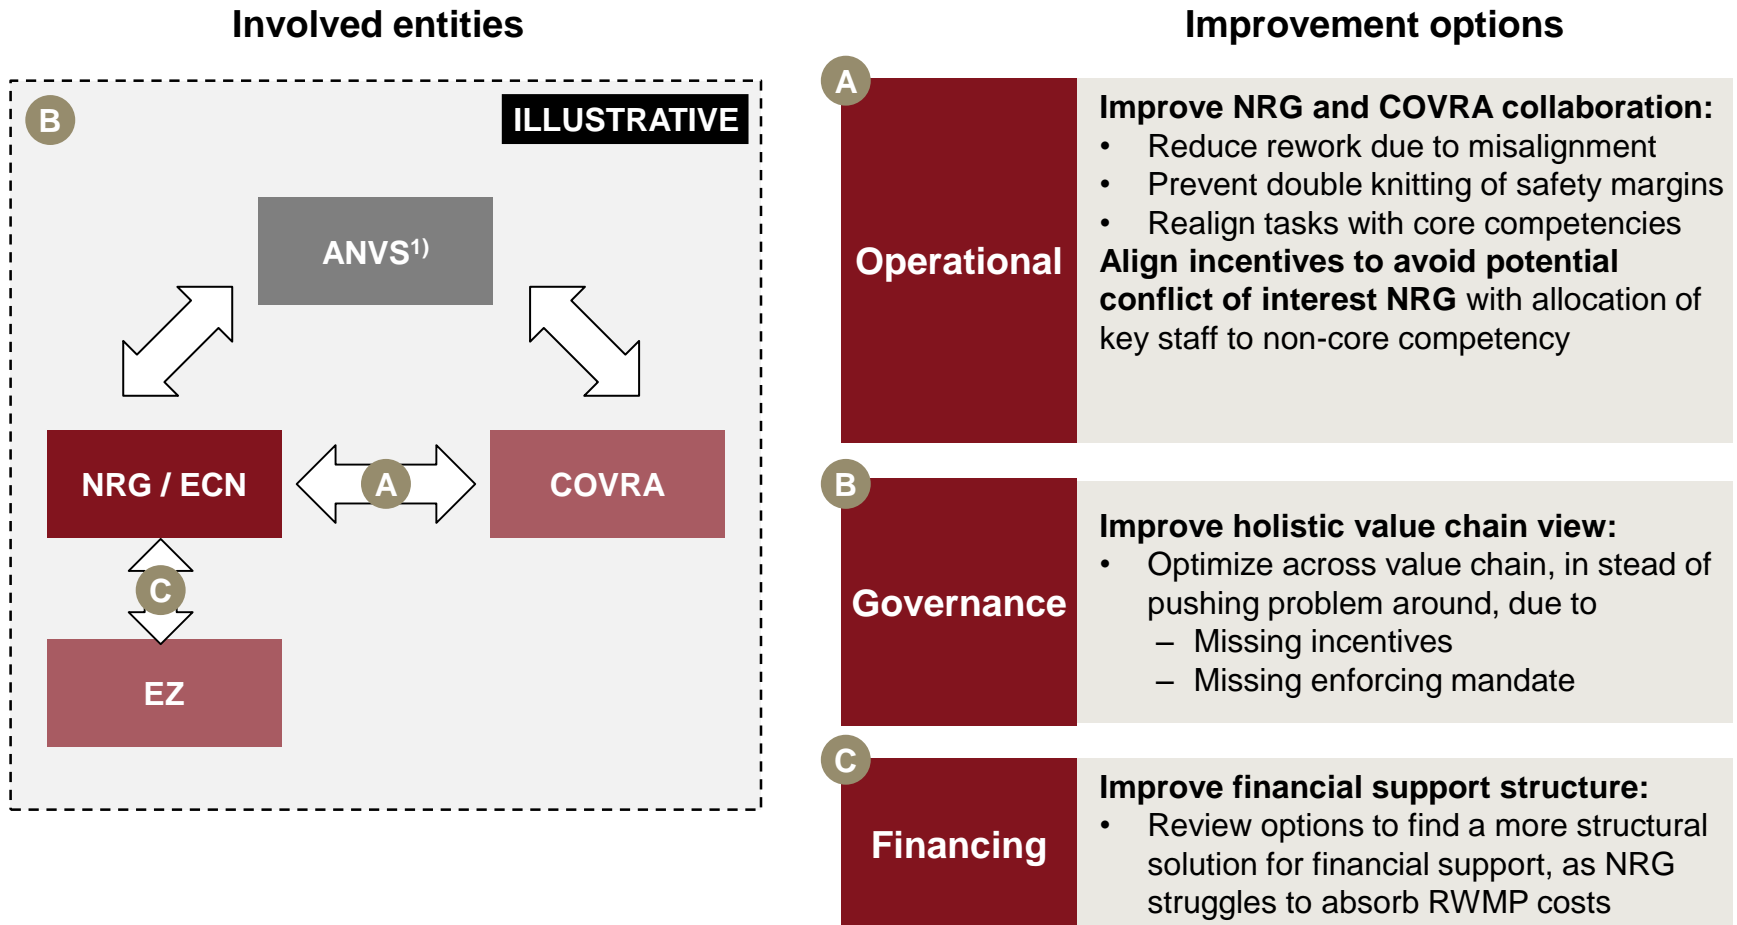 Involved entities
B
ILLUSTRATIVE
ANVS1)
NRG / ECN
A
COVRA
C
EZ
Improvement options
A
Operational
Improve NRG and COVRA collaboration:
• Reduce rework due to misalignment
• Prevent double knitting of safety margins
• Realign tasks with core competencies
Align incentives to avoid potential
conflict of interest NRG with allocation of
key staff to non-core competency
B
Governance
Improve holistic value chain view:
• Optimize across value chain, in stead of
pushing problem around, due to
– Missing incentives
– Missing enforcing mandate
C
Financing
Improve financial support structure:
• Review options to find a more structural
solution for financial support, as NRG
struggles to absorb RWMP costs